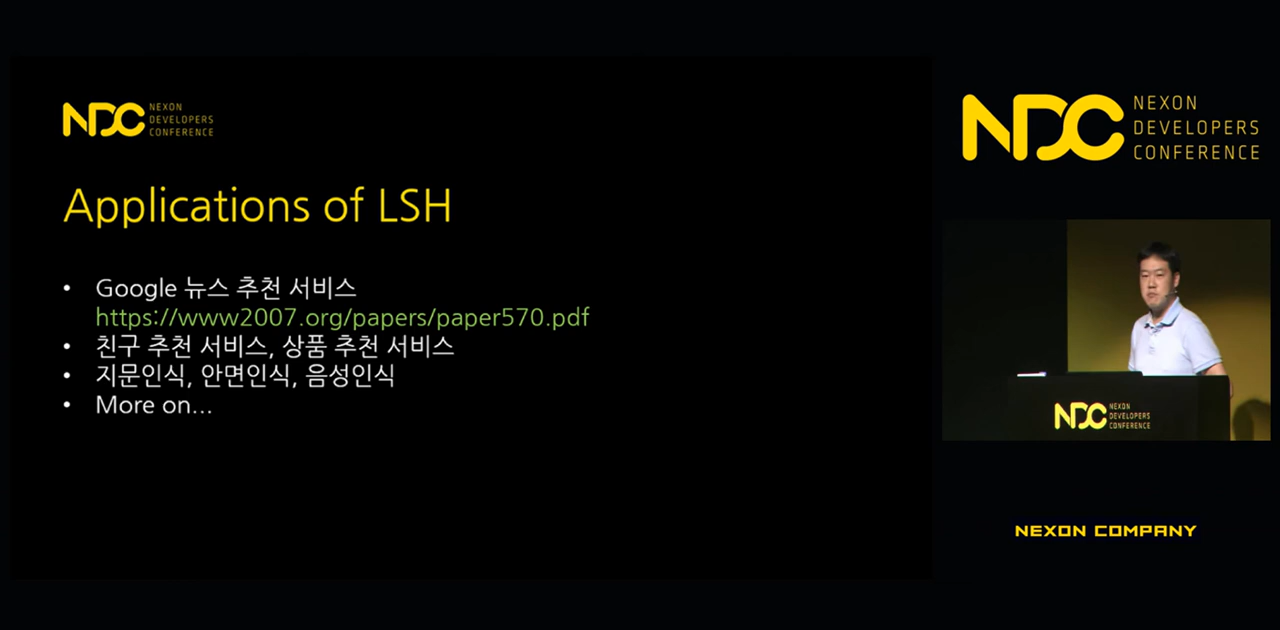 NDC NEXON
DEVELOPERS
CONFERENCE
Applications of LSH
• Google 뉴스 추천 서비스
https://www2007.org/papers/paper570.pdf
• 친구 추천 서비스, 상품 추천 서비스
• 지문인식, 안면인식, 음성인식
• More on...
NDC NEXON
DEVELOPERS
CONFERENCE
NDC NEXON
DEVELOPERS
CONFERENCE
NEXON COMPANY